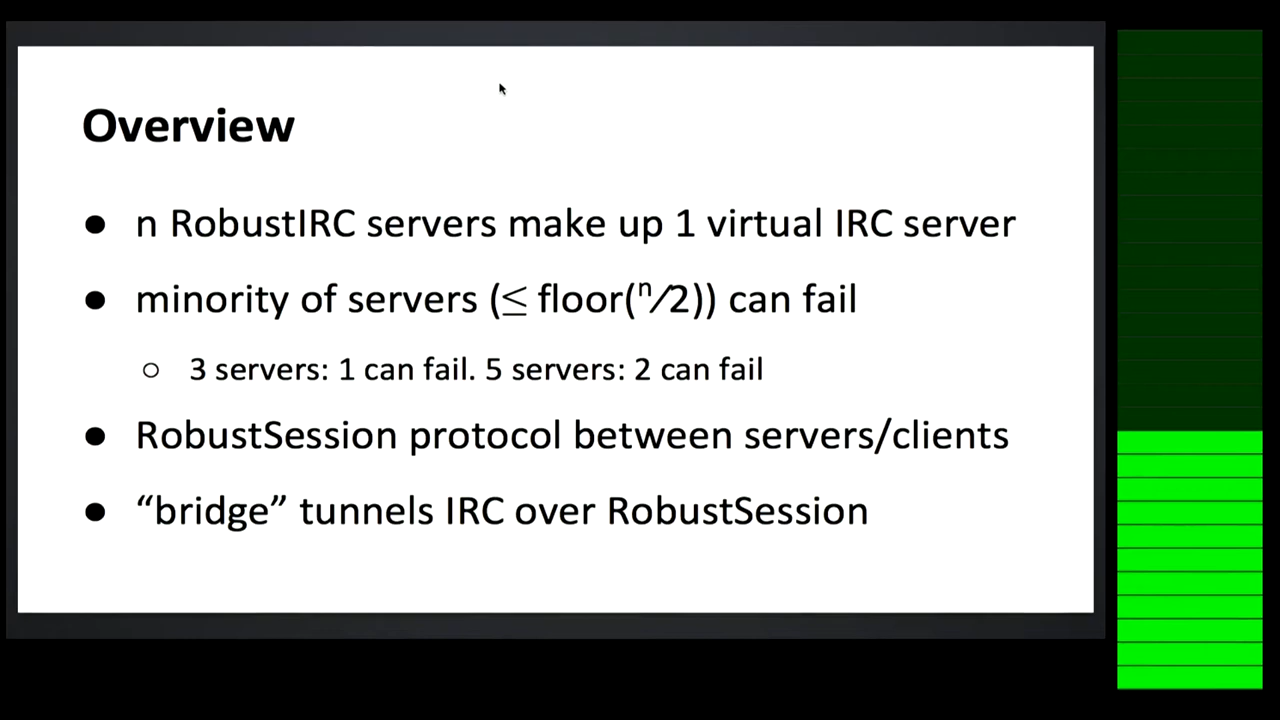 Overview
● n RobustIRC servers make up 1 virtual IRC server
● minority of servers (≤ floor(ⁿ⁄2)) can fail
○ 3 servers: 1 can fail. 5 servers: 2 can fail
● RobustSession protocol between servers/clients
● “bridge” tunnels IRC over RobustSession